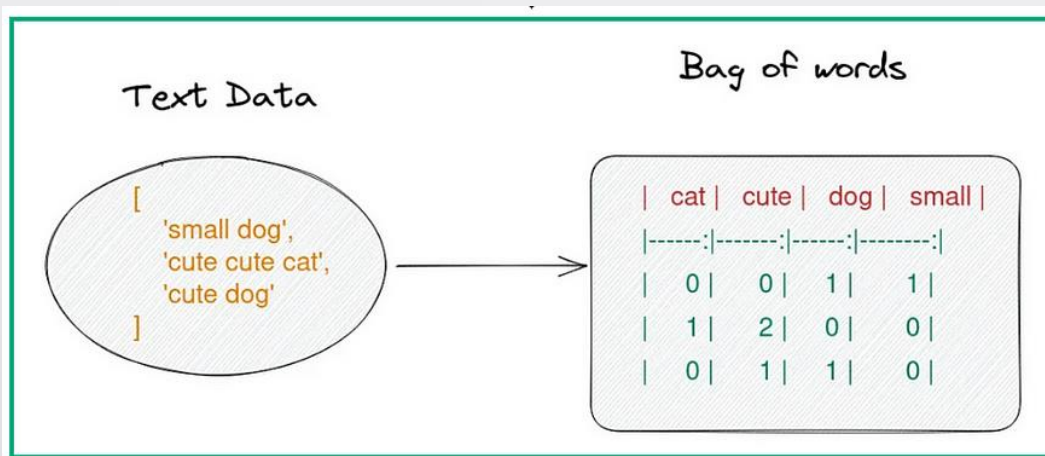 Text Data
[
'small dog',
'cute cute cat',
'cute dog'
]
Bag of words
| cat | cute | dog | small |
|------:|-------:|------:|--------:|
| 0 | 0 | 1 | 1 |
| 1 | 2 | 0 | 0 |
| 0 | 1 | 1 | 0 |